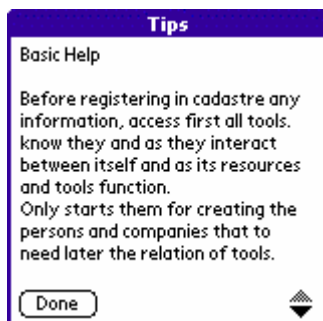 Tips
Basic Help
Before registering in cadastre any
information, access first all tools.
know they and as they interact
between itself and as its resources
and tools function.
Only starts them for creating the
persons and companies that to
need later the relation of tools.
Done